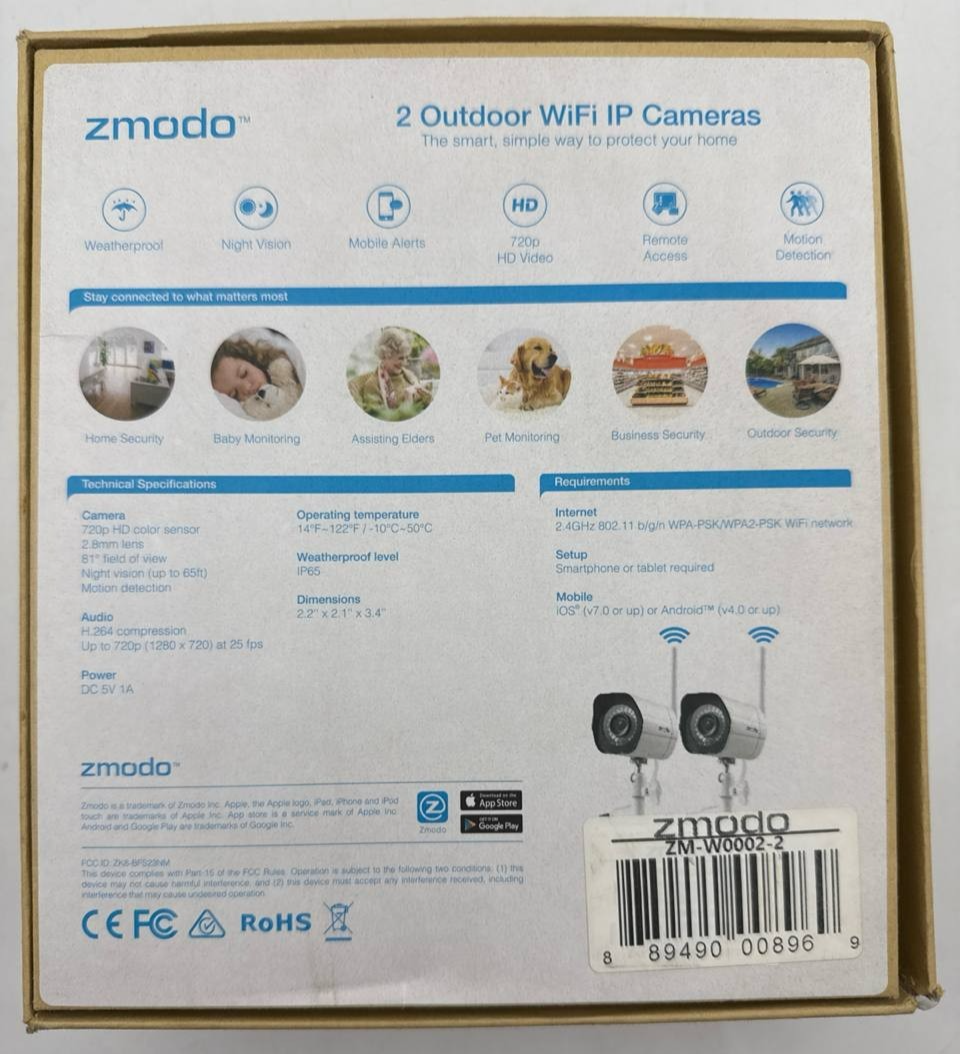 zmodo™
2 Outdoor WiFi IP Cameras
The smart, simple way to protect your home
Weatherproof
Night Vision
Mobile Alerts
HD
720p
HD Video
Remote
Access
Motion
Detection
Stay connected to what matters most
Home Security
Baby Monitoring
Assisting Elders
Pet Monitoring
Business Security
Outdoor Security
Technical Specifications
Camera
720p HD color sensor
2.8mm lens
81° field of view
Night vision (up to 65ft)
Motion detection
Audio
H.264 compression
Up to 720p (1280 x 720) at 25 fps
Power
DC 5V 1A
Operating temperature
14°F~122°F / -10°C~50°C
Weatherproof level
IP65
Dimensions
2.2" x 2.1" x 3.4"
Requirements
Internet
2.4GHz 802.11 b/g/n WPA-PSK/WPA2-PSK WiFi network
Setup
Smartphone or tablet required
Mobile
iOS® (v7.0 or up) or Android™ (v4.0 or up)
zmodo™
Zmodo is a trademark of Zmodo Inc. Apple, the Apple logo, iPad, iPhone and iPod
touch are trademarks of Apple Inc. App store is a service mark of Apple Inc
Android and Google Play are trademarks of Google Inc.
Z
Zmodo
Download on the
App Store
GET IT ON
Google Play
FCC ID: ZK8-BF523NM
This device complies with Part 15 of the FCC Rules. Operation is subject to the following two conditions: (1) this
device may not cause harmful interference, and (2) this device must accept any interference received, including
interference that may cause undesired operation.
CE FC RoHS
zmodo
ZM-W0002-2
8 89490 00896 9